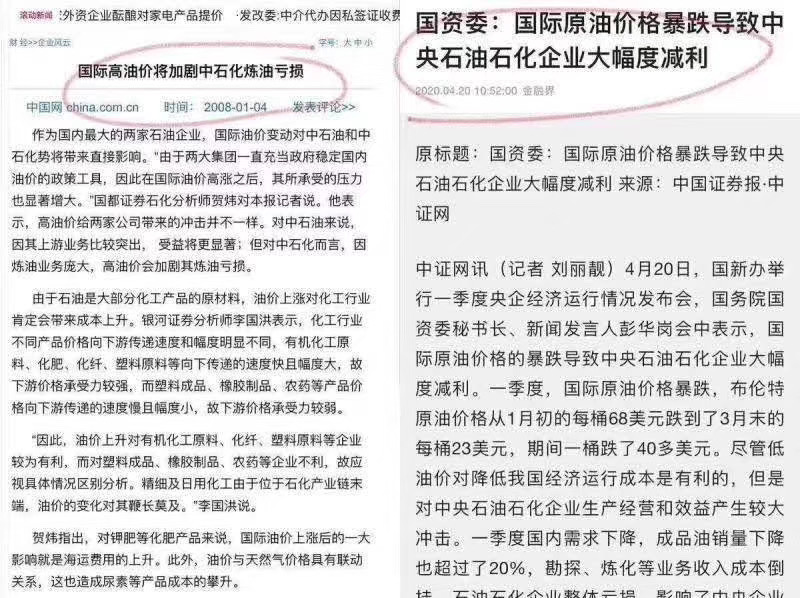 滚动新闻
外资企业酝酿对家电产品提价 ·发改委:中介代办因私签证收费
财 经>>企业风云
字号：大 中 小
国际高油价将加剧中石化炼油亏损
中国网 china.com.cn 时间： 2008-01-04 发表评论>>
作为国内最大的两家石油企业，国际油价变动对中石油和中
石化势将带来直接影响。“由于两大集团一直充当政府稳定国内
油价的政策工具，因此在国际油价高涨之后，其所承受的压力
也显著增大。”国都证券石化分析师贺炜对本报记者说。他表
示，高油价给两家公司带来的冲击并不一样。对中石油来说，
因其上游业务比较突出， 受益将更显著；但对中石化而言，因
炼油业务庞大，高油价会加剧其炼油亏损。
由于石油是大部分化工产品的原材料，油价上涨对化工行业
肯定会带来成本上升。银河证券分析师李国洪表示，化工行业
不同产品价格向下游传递速度和幅度明显不同，有机化工原
料、化肥、化纤、塑料原料等向下传递的速度快且幅度大，故
下游价格承受力较强，而塑料成品、橡胶制品、农药等产品价
格向下游传递的速度慢且幅度小，故下游价格承受力较弱。
“因此，油价上升对有机化工原料、化纤、塑料原料等企业
较为有利，而对塑料成品、橡胶制品、农药等企业不利，故应
视具体情况区别分析。精细及日用化工由于位于石化产业链末
端，油价的变化对其鞭长莫及。”李国洪说。
贺炜指出，对钾肥等化肥产品来说，国际油价上涨后的一大
影响就是海运费用的上升。此外，油价与天然气价格具有联动
关系，这也造成尿素等产品成本的攀升。
国资委：国际原油价格暴跌导致中
央石油石化企业大幅度减利
2020.04.20 10:52:00 金融界
原标题：国资委：国际原油价格暴跌导致中央
石油石化企业大幅度减利 来源：中国证券报·中
证网
中证网讯（记者 刘丽靓）4月20日，国新办举
行一季度央企经济运行情况发布会，国务院国
资委秘书长、新闻发言人彭华岗会中表示，国
际原油价格的暴跌导致中央石油石化企业大幅
度减利。一季度，国际原油价格暴跌，布伦特
原油价格从1月初的每桶68美元跌到了3月末的
每桶23美元，期间一桶跌了40多美元。尽管低
油价对降低我国经济运行成本是有利的，但是
对中央石油石化企业生产经营和效益产生较大
冲击。一季度国内需求下降，成品油销量下降
也超过了20%，勘探、炼化等业务收入成本倒
挂，石油石化企业整体亏损，影响了中央企业